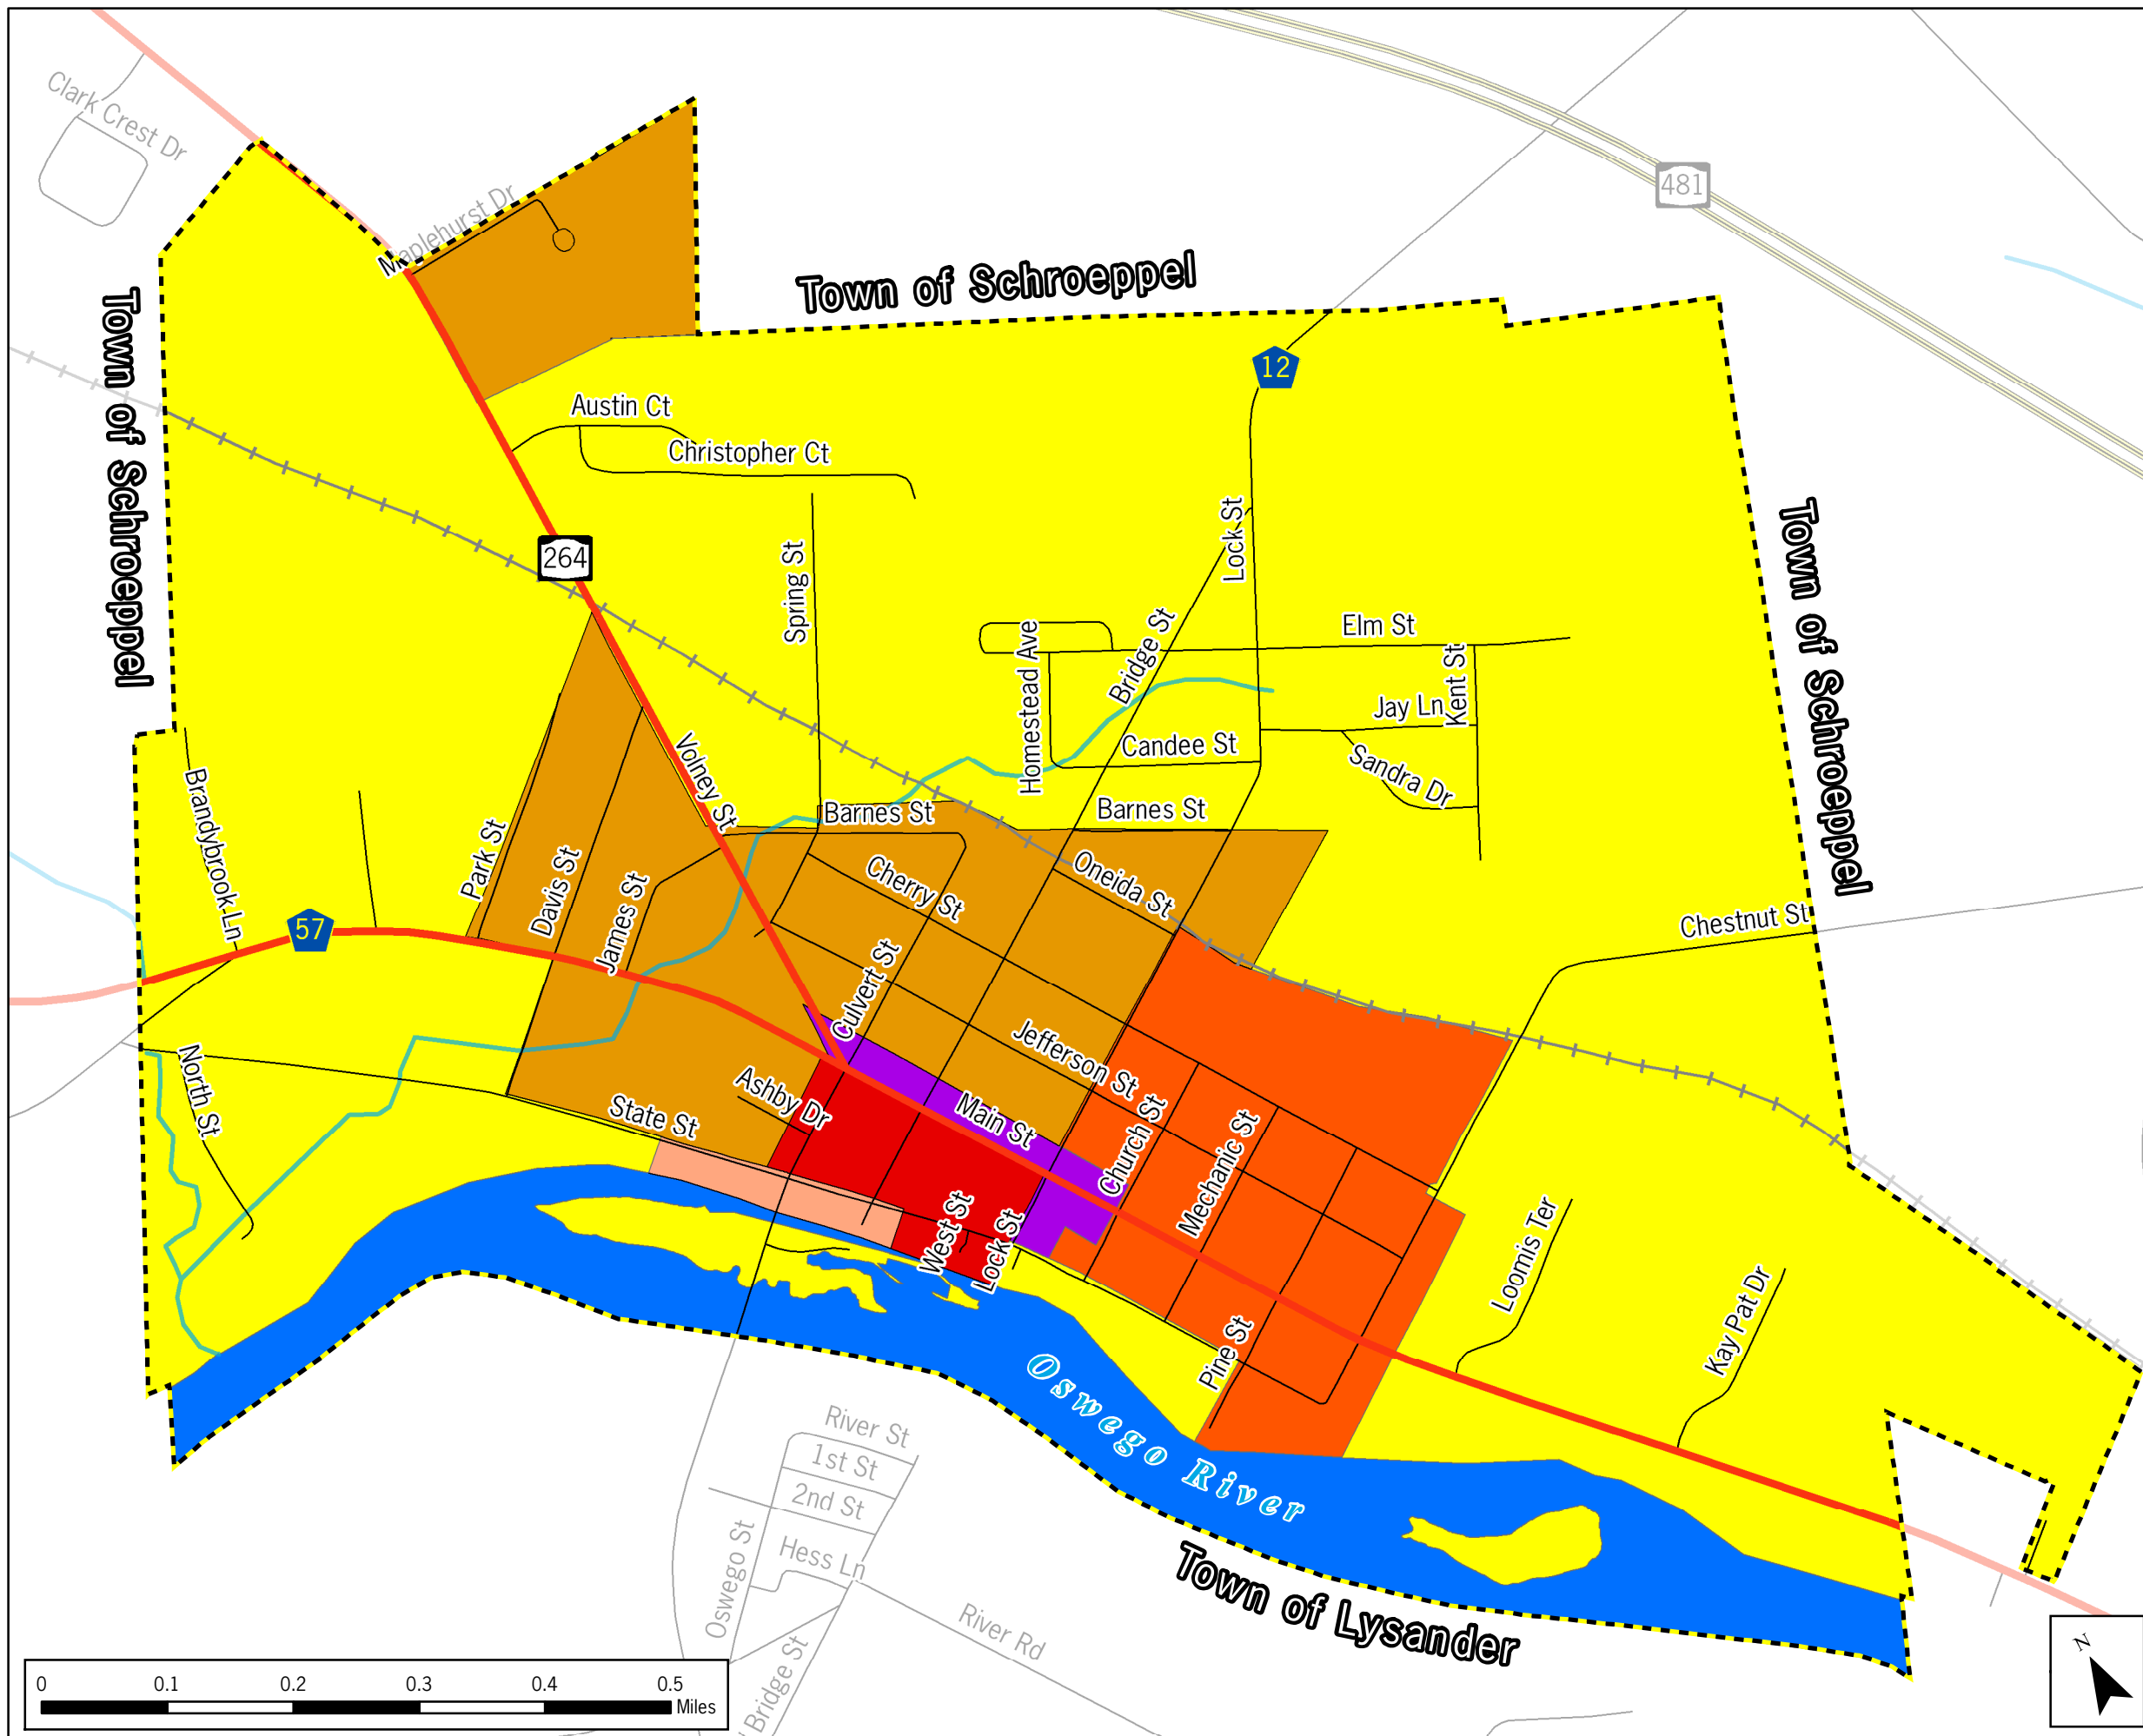 Clark Crest Dr
Maplehurst Dr
481
Town of Schroeppel
Town of Schroeppel
12
Austin Ct
Christopher Ct
Lock St
Town of Schroeppel
264
Spring St
Bridge St
Homestead Ave
Elm St
Kent St
Jay Ln
Candee St
Sandra Dr
Volney St
Brandybrook Ln
Barnes St
Barnes St
Park St
Davis St
James St
Cherry St
Oneida St
57
Chestnut St
Culvert St
Jefferson St
North St
Ashby Dr
State St
Main St
Church St
Mechanic St
West St
Lock St
Loomis Ter
Kay Pat Dr
Pine St
Oswego River
River St
1st St
2nd St
Hess Ln
Oswego St
Town of Lysander
River Rd
Bridge St
N
0 0.1 0.2 0.3 0.4 0.5
Miles